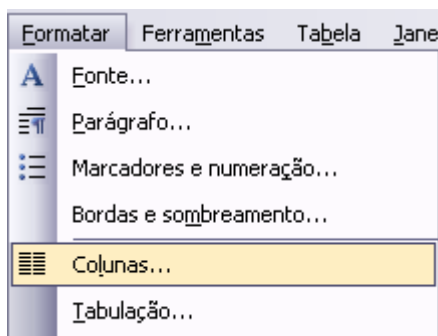 Formatar Ferramentas Tabela Jane
Fonte...
Parágrafo...
Marcadores e numeração...
Bordas e sombreamento...
Colunas...
Tabulação...